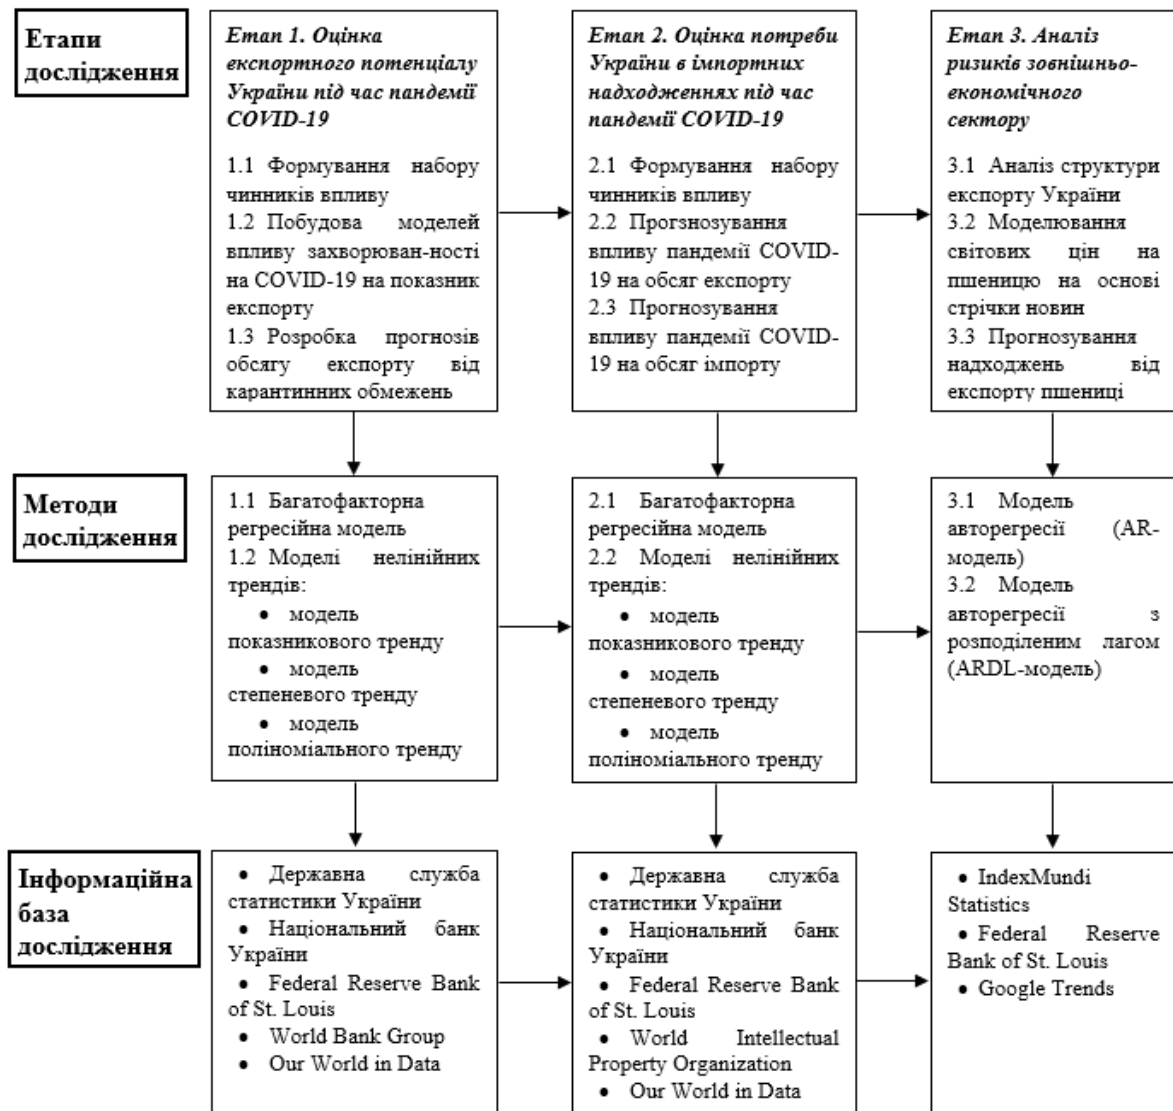 Етапи
дослідження
Етап 1. Оцінка
експортного потенціалу
України під час пандемії
COVID-19
1.1 Формування набору
чинників впливу
1.2 Побудова моделей
впливу захворюван-ності
на COVID-19 на показник
експорту
1.3 Розробка прогнозів
обсягу експорту від
карантинних обмежень
Етап 2. Оцінка потреби
України в імпортних
надходженнях під час
пандемії COVID-19
2.1 Формування набору
чинників впливу
2.2 Прогзнозування
впливу пандемії COVID-
19 на обсяг експорту
2.3 Прогнозування
впливу пандемії COVID-
19 на обсяг імпорту
Етап 3. Аналіз
ризиків зовнішньо-
економічного
сектору
3.1 Аналіз структури
експорту України
3.2 Моделювання
світових цін на
пшеницю на основі
стрічки новин
3.3 Прогнозування
надходжень від
експорту пшениці
Методи
дослідження
1.1 Багатофакторна
регресійна модель
1.2 Моделі нелінійних
трендів:
• модель
показникового тренду
• модель
степеневого тренду
• модель
поліноміального тренду
2.1 Багатофакторна
регресійна модель
2.2 Моделі нелінійних
трендів:
• модель
показникового тренду
• модель
степеневого тренду
• модель
поліноміального тренду
3.1 Модель
авторегресії (AR-
модель)
3.2 Модель
авторегресії з
розподіленим лагом
(ARDL-модель)
Інформаційна
база
дослідження
• Державна служба
статистики України
• Національний банк
України
• Federal Reserve Bank
of St. Louis
• World Bank Group
• Our World in Data
• Державна служба
статистики України
• Національний банк
України
• Federal Reserve Bank
of St. Louis
• World Intellectual
Property Organization
• Our World in Data
• IndexMundi
Statistics
• Federal Reserve
Bank of St. Louis
• Google Trends